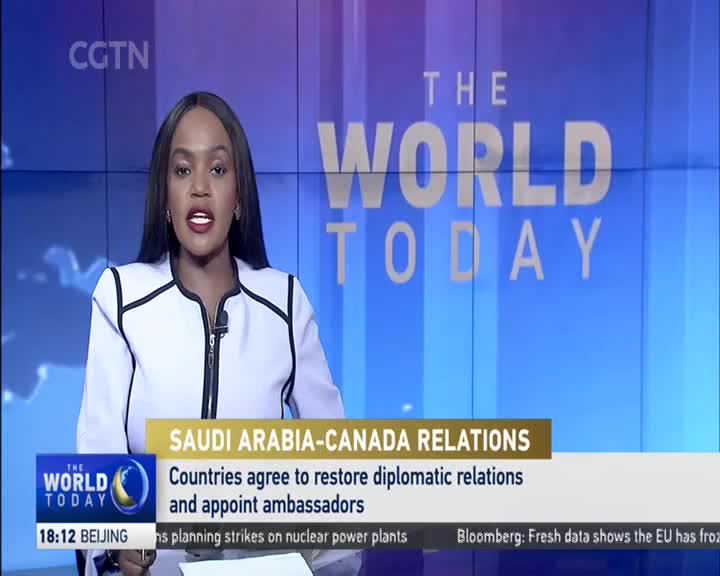 CGTN
THE
WORLD
TODAY
SAUDI ARABIA-CANADA RELATIONS
Countries agree to restore diplomatic relations
and appoint ambassadors
THE
WORLD
TODAY
18:12 BEIJING
planning strikes on nuclear power plants
Bloomberg: Fresh data shows the EU has